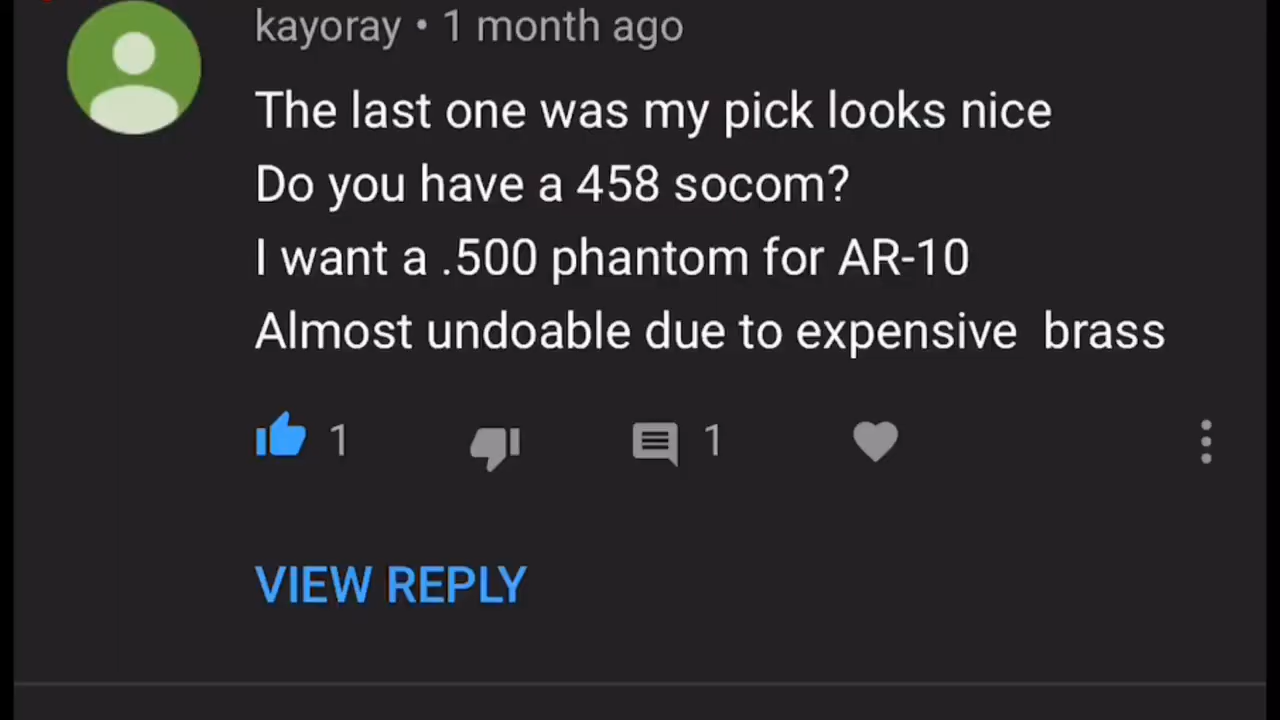 kayoray • 1 month ago
The last one was my pick looks nice
Do you have a 458 socom?
I want a .500 phantom for AR-10
Almost undoable due to expensive  brass
1 1
VIEW REPLY